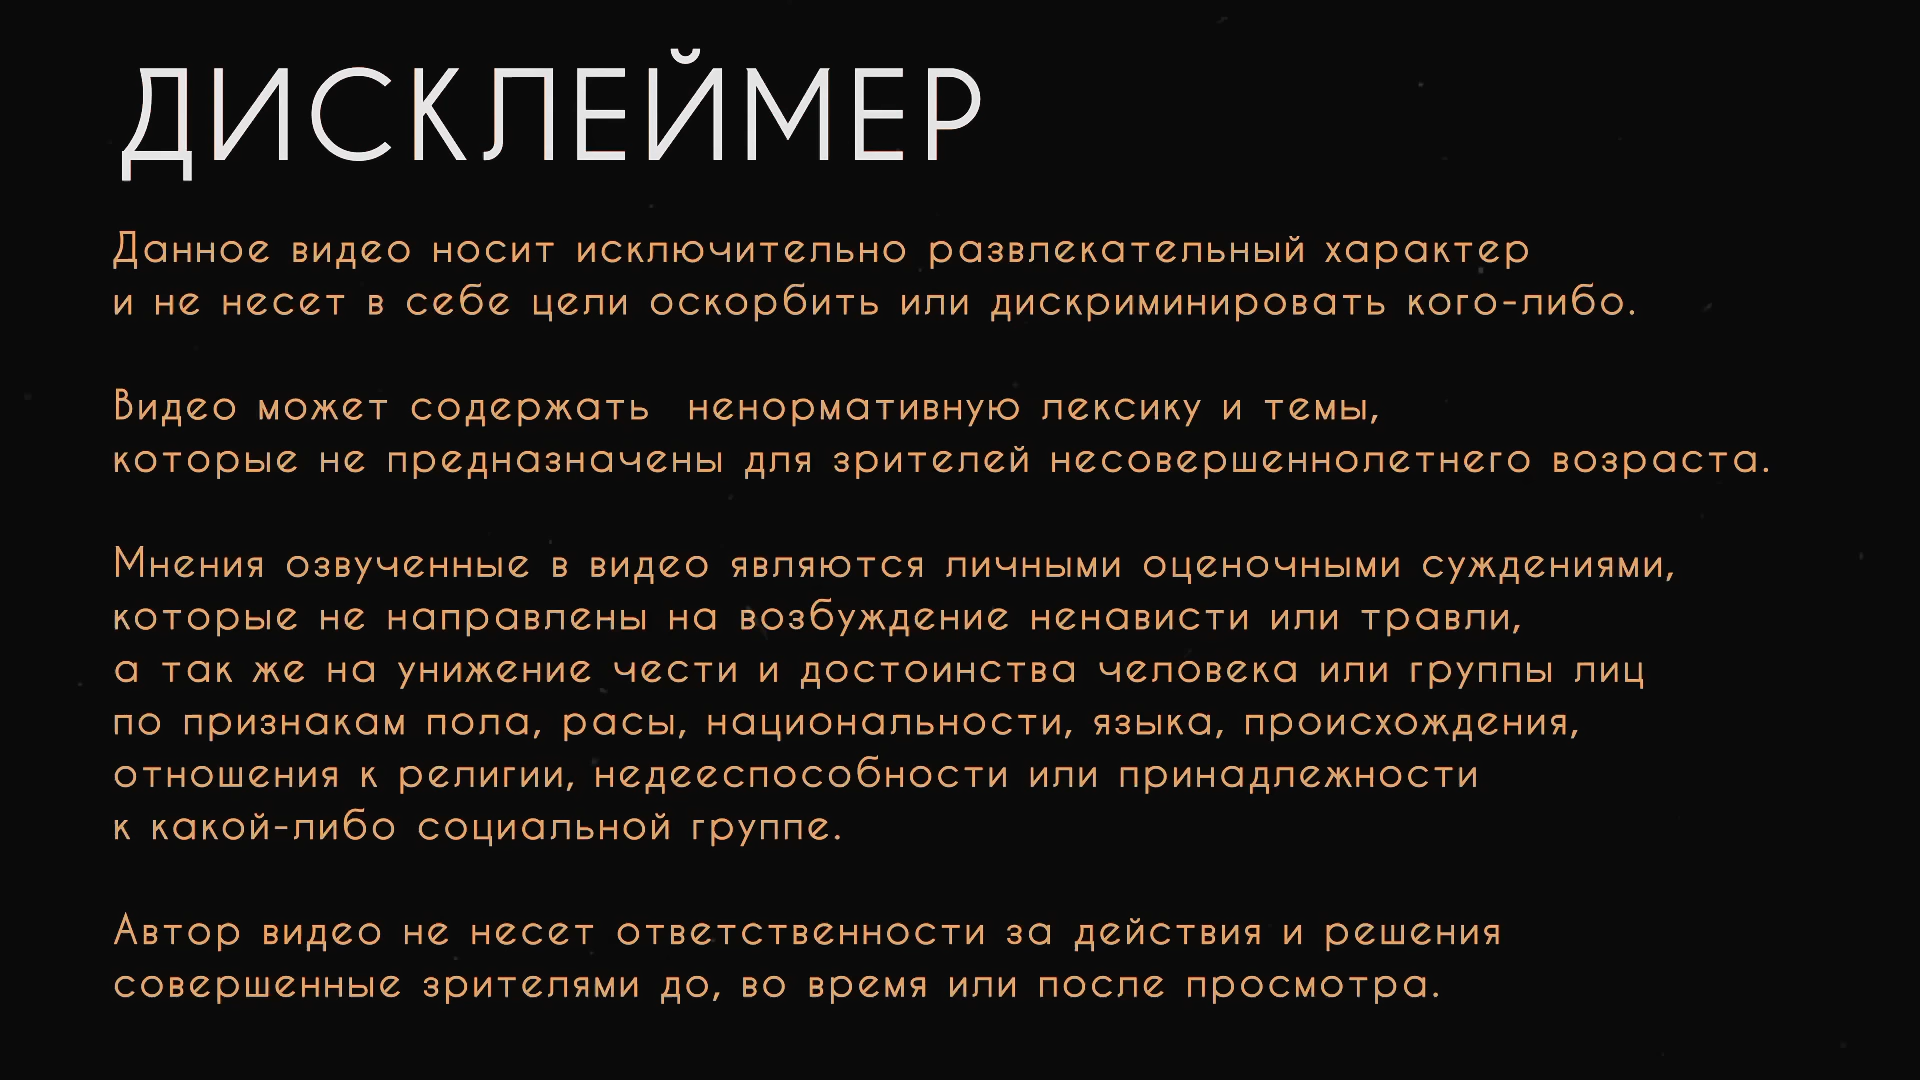 ДИСКЛЕЙМЕР
Данное видео носит исключительно развлекательный характер
и не несет в себе цели оскорбить или дискриминировать кого-либо.
Видео может содержать  ненормативную лексику и темы,
которые не предназначены для зрителей несовершеннолетнего возраста.
Мнения озвученные в видео являются личными оценочными суждениями,
которые не направлены на возбуждение ненависти или травли,
а так же на унижение чести и достоинства человека или группы лиц
по признакам пола, расы, национальности, языка, происхождения,
отношения к религии, недееспособности или принадлежности
к какой-либо социальной группе.
Автор видео не несет ответственности за действия и решения
совершенные зрителями до, во время или после просмотра.